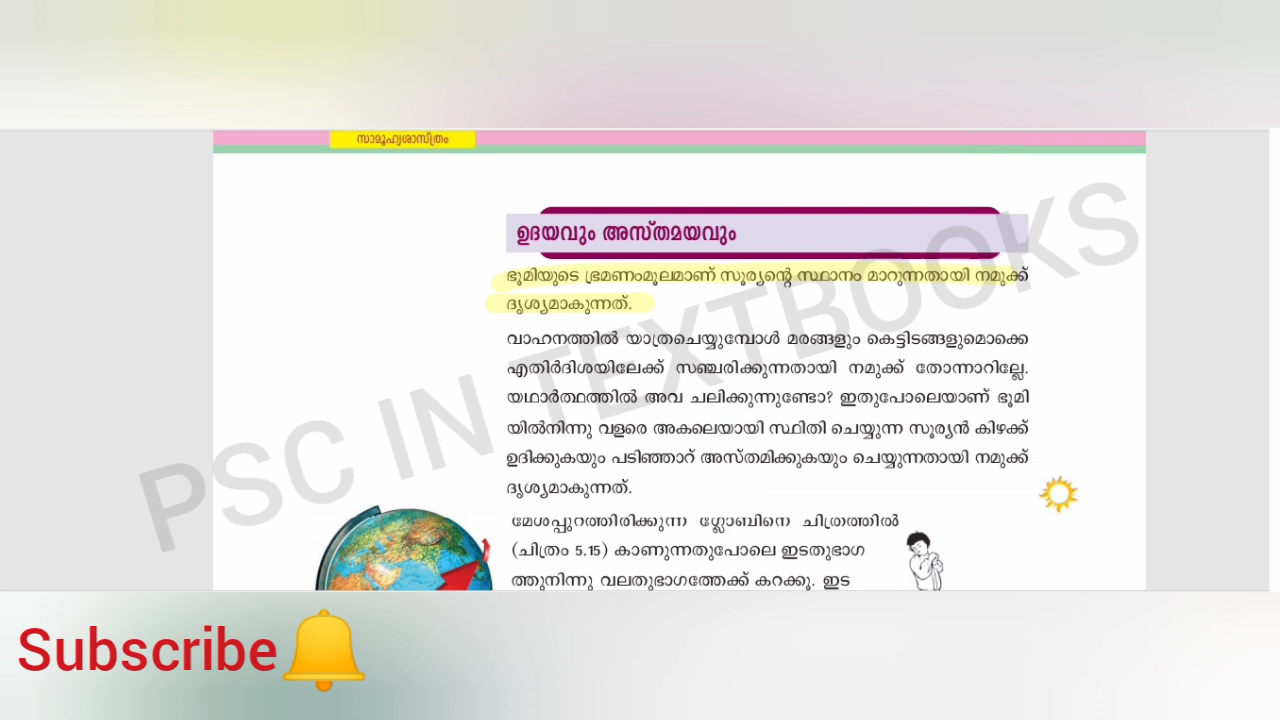 സാമൂഹ്യശാസ്ത്രം
ഉദയവും അസ്തമയവും
ഭൂമിയുടെ ഭ്രമണംമൂലമാണ് സൂര്യന്റെ സ്ഥാനം മാറുന്നതായി നമുക്ക്
ദൃശ്യമാകുന്നത്.
വാഹനത്തിൽ യാത്രചെയ്യുമ്പോൾ മരങ്ങളും കെട്ടിടങ്ങളുമൊക്കെ
എതിർദിശയിലേക്ക് സഞ്ചരിക്കുന്നതായി നമുക്ക് തോന്നാറില്ലേ.
യഥാർത്ഥത്തിൽ അവ ചലിക്കുന്നുണ്ടോ? ഇതുപോലെയാണ് ഭൂമി
യിൽനിന്നു വളരെ അകലെയായി സ്ഥിതി ചെയ്യുന്ന സൂര്യൻ കിഴക്ക്
ഉദിക്കുകയും പടിഞ്ഞാറ് അസ്തമിക്കുകയും ചെയ്യുന്നതായി നമുക്ക്
ദൃശ്യമാകുന്നത്.
മേശപ്പുറത്തിരിക്കുന്ന ഗ്ലോബിനെ ചിത്രത്തിൽ
(ചിത്രം 5.15) കാണുന്നതുപോലെ ഇടതുഭാഗ
ത്തുനിന്നു വലതുഭാഗത്തേക്ക് കറക്കൂ. ഇട
PSC IN TEXTBOOKS
Subscribe